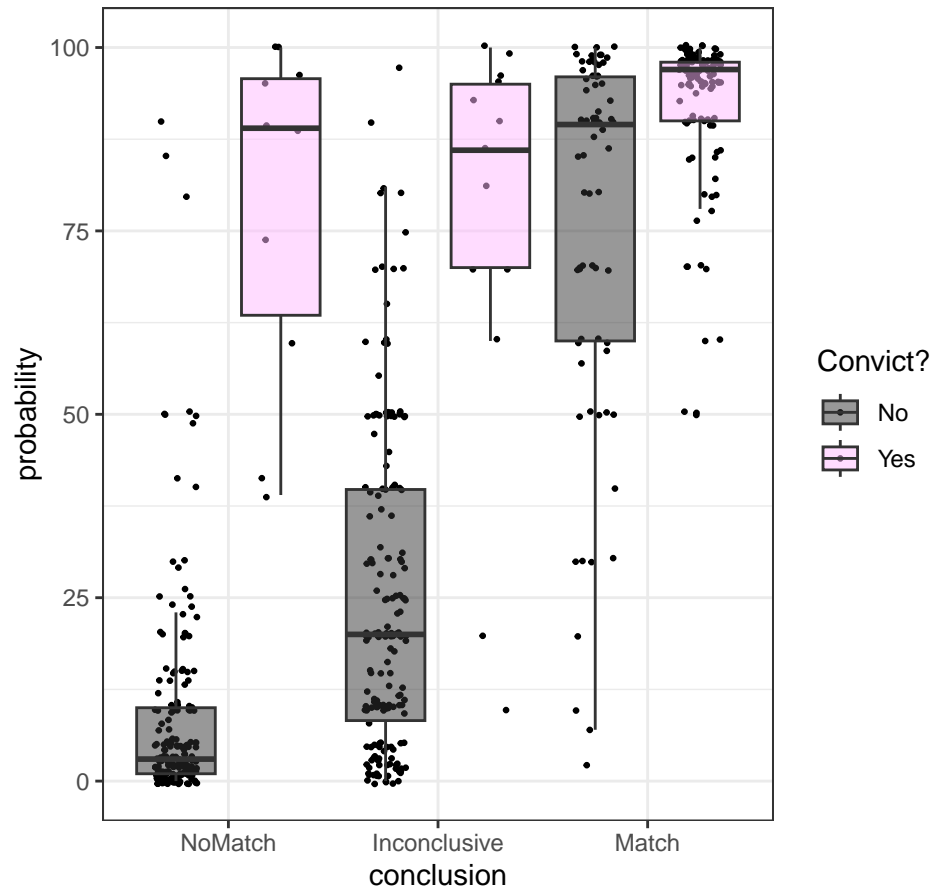 probability
100
75
50
25
0
NoMatch
Inconclusive
Match
conclusion
Convict?
No
Yes